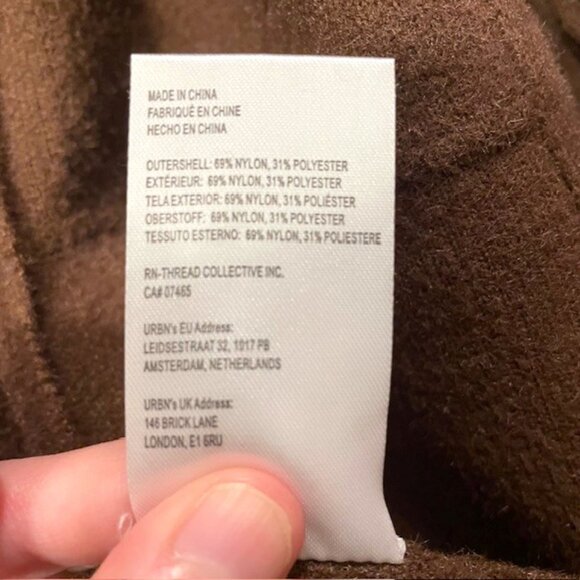 MADE IN CHINA
FABRIQUÉ EN CHINE
HECHO EN CHINA
OUTERSHELL: 69% NYLON, 31% POLYESTER
EXTÉRIEUR: 69% NYLON, 31% POLYESTER
TELA EXTERIOR: 69% NYLON, 31% POLIÉSTER
OBERSTOFF: 69% NYLON, 31% POLYESTER
TESSUTO ESTERNO: 69% NYLON, 31% POLIESTERE
RN-THREAD COLLECTIVE INC.
CA# 07465
URBN's EU Address:
LEIDSESTRAAT 32, 1017 PB
AMSTERDAM, NETHERLANDS
URBN's UK Address:
146 BRICK LANE
LONDON, E1 6RU